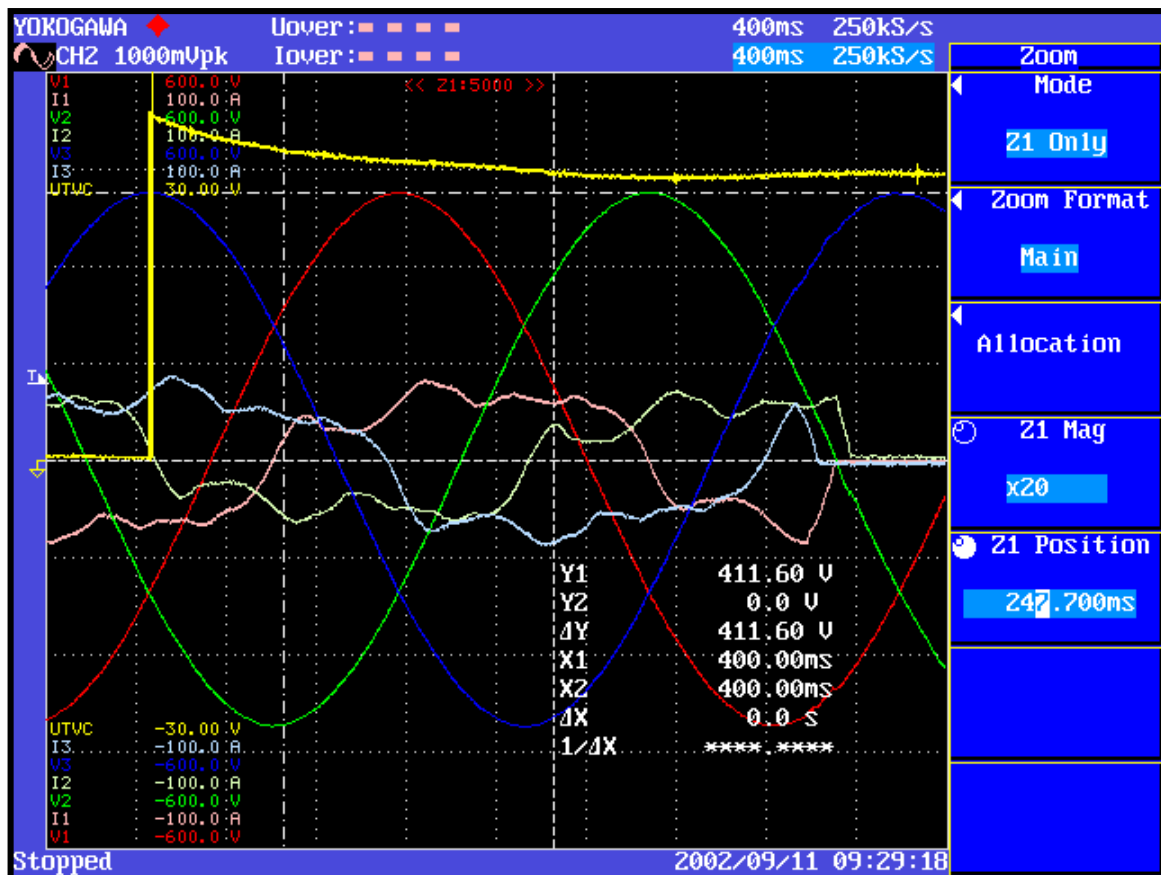 YOKOGAWA Uover:---- 400ms 250kS/s
CH2 1000mVpk Iover:---- 400ms 250kS/s
Zoom
V1 600.0 V << Z1:5000 >>
I1 100.0 A
V2 600.0 V
I2 100.0 A
V3 600.0 V
I3 100.0 A
UTVC 30.00 V
Mode
Z1 Only
Zoom Format
Main
Allocation
T
Z1 Mag
x20
Z1 Position
247.700ms
Y1 411.60 V
Y2 0.0 V
ΔY 411.60 V
X1 400.00ms
X2 400.00ms
ΔX 0.0 s
1/ΔX ****.****
UTVC -30.00 V
I3 -100.0 A
V3 -600.0 V
I2 -100.0 A
V2 -600.0 V
I1 -100.0 A
V1 -600.0 V
Stopped 2002/09/11 09:29:18